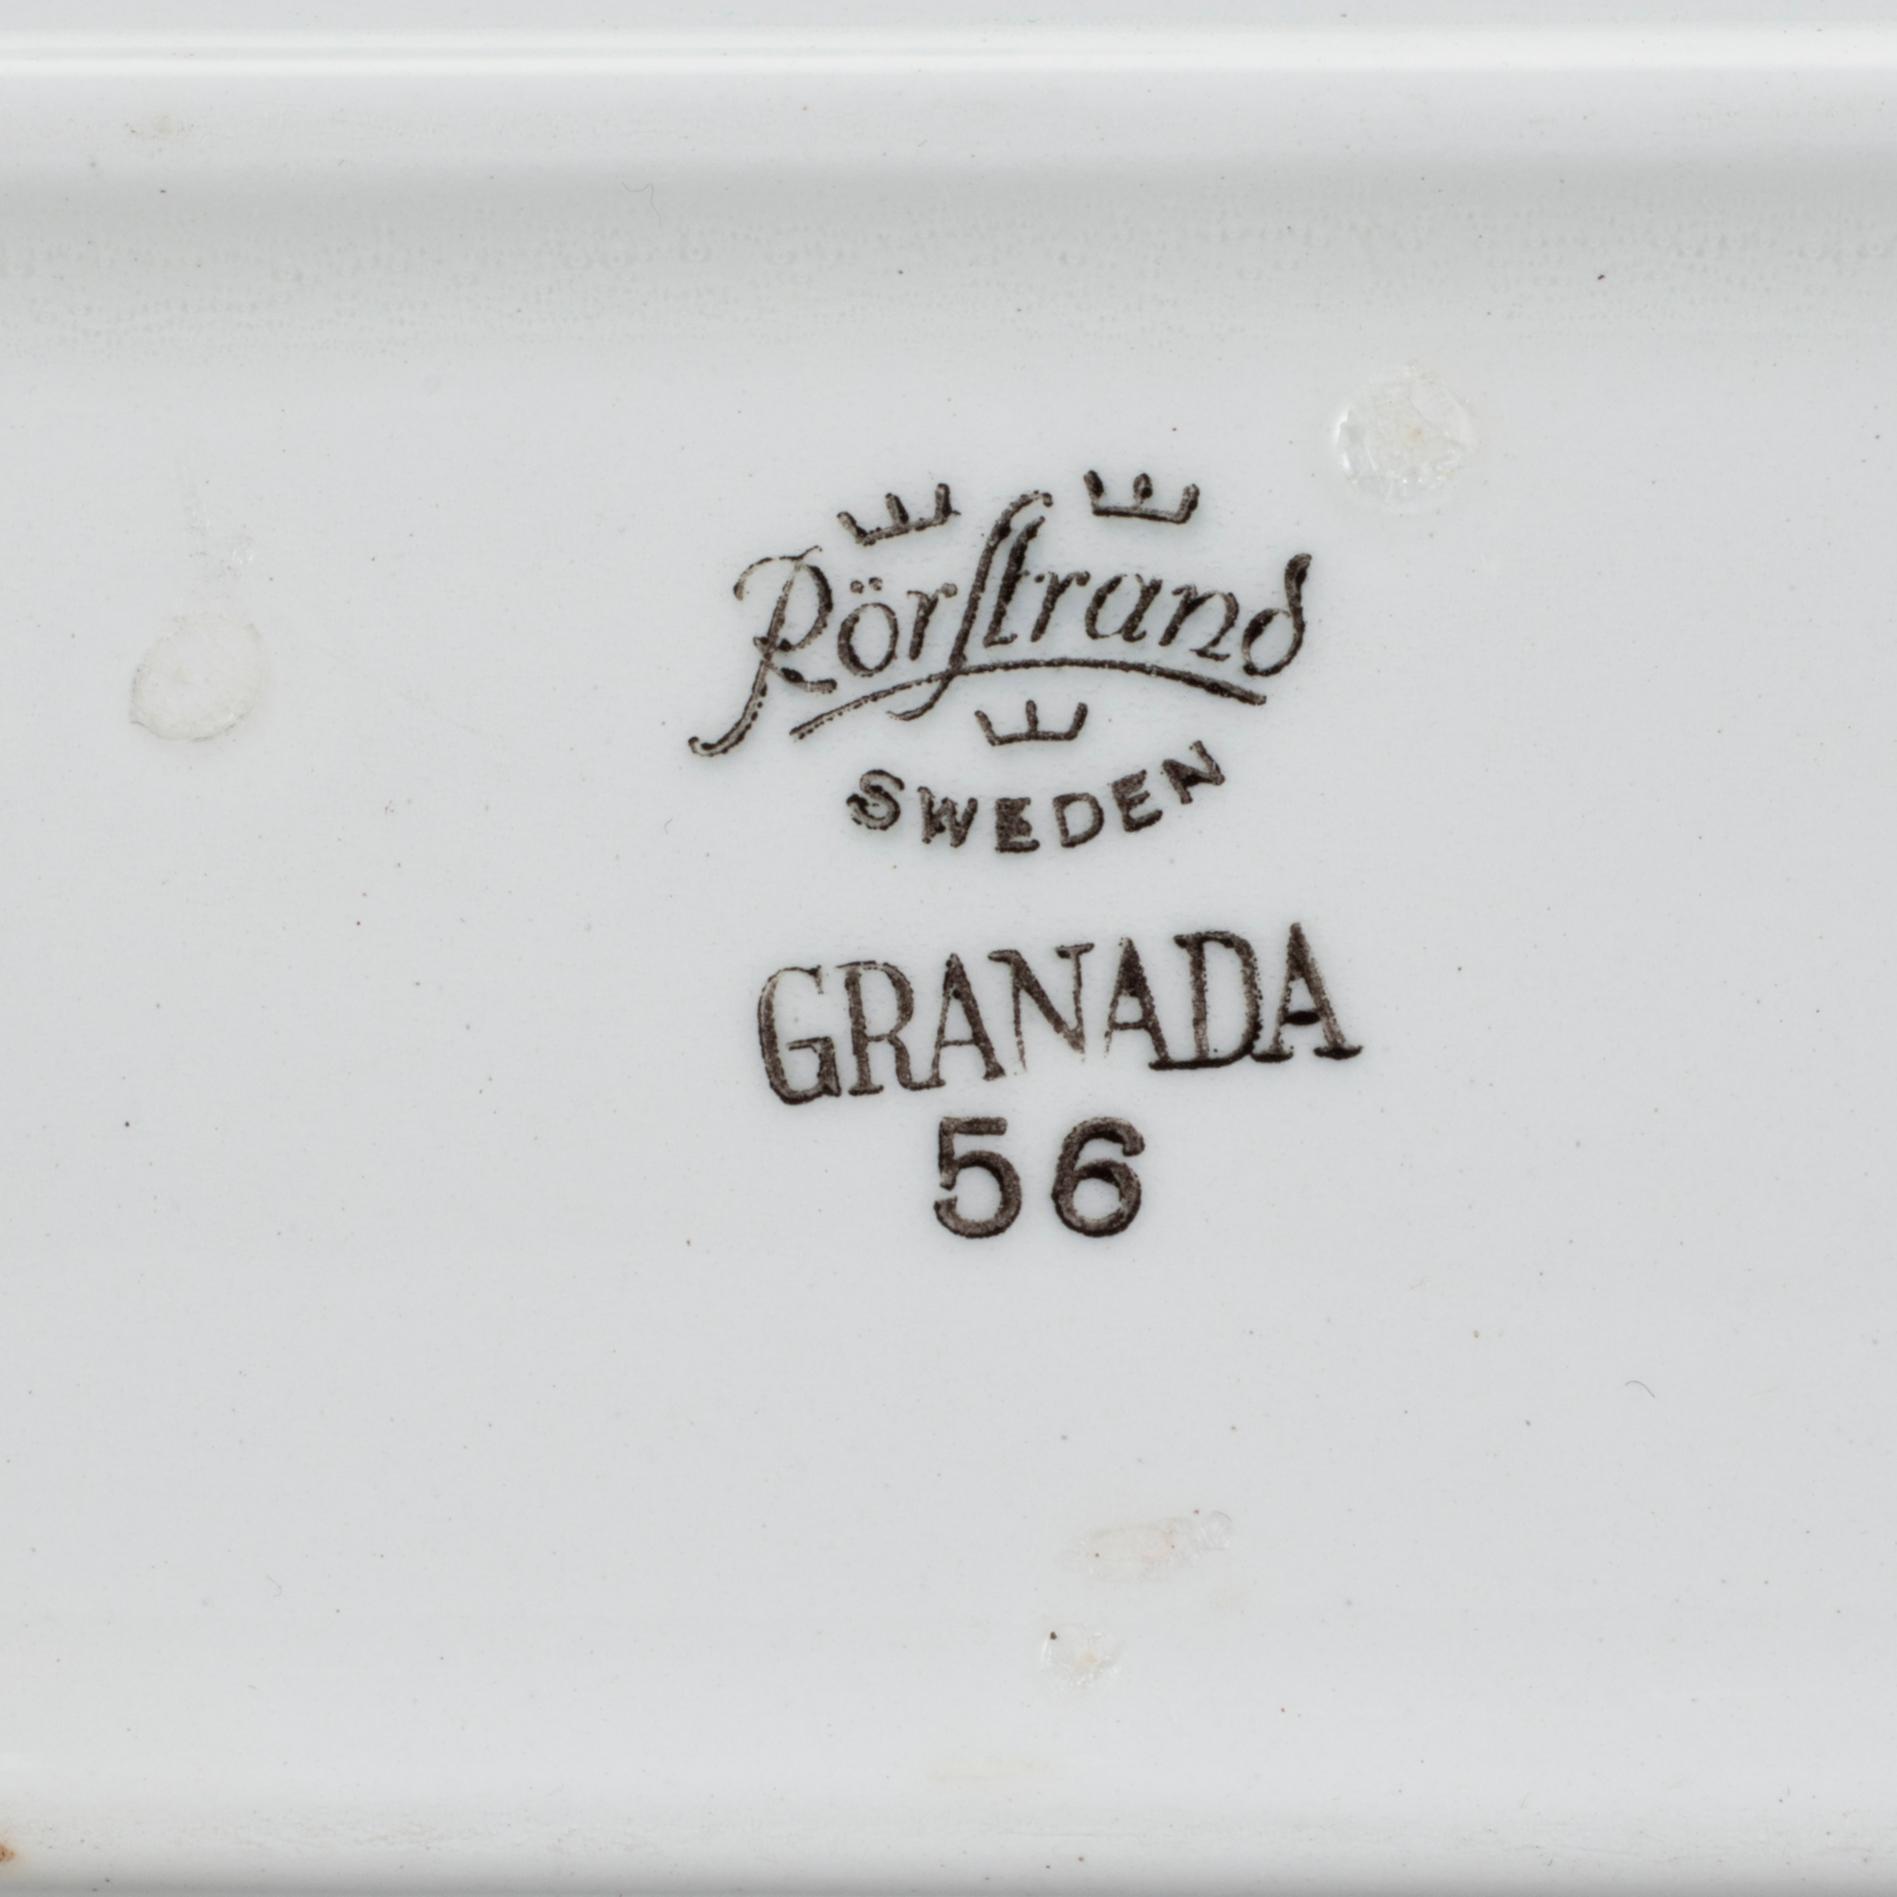 Rörstrand
SWEDEN
GRANADA
56